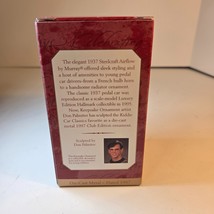 The elegant 1937 Steelcraft Airflow
by Murray® offered sleek styling and
a host of amenities to young pedal
car drivers–from a French bulb horn
to a handsome radiator ornament.
The classic 1937 pedal car was
reproduced as a scale-model Luxury
Edition Hallmark collectible in 1995.
Now, Keepsake Ornament artist
Don Palmiter has sculpted the Kiddie
Car Classics favorite as a die-cast
metal 1997 Club Edition ornament.
Sculpted by
Don Palmiter